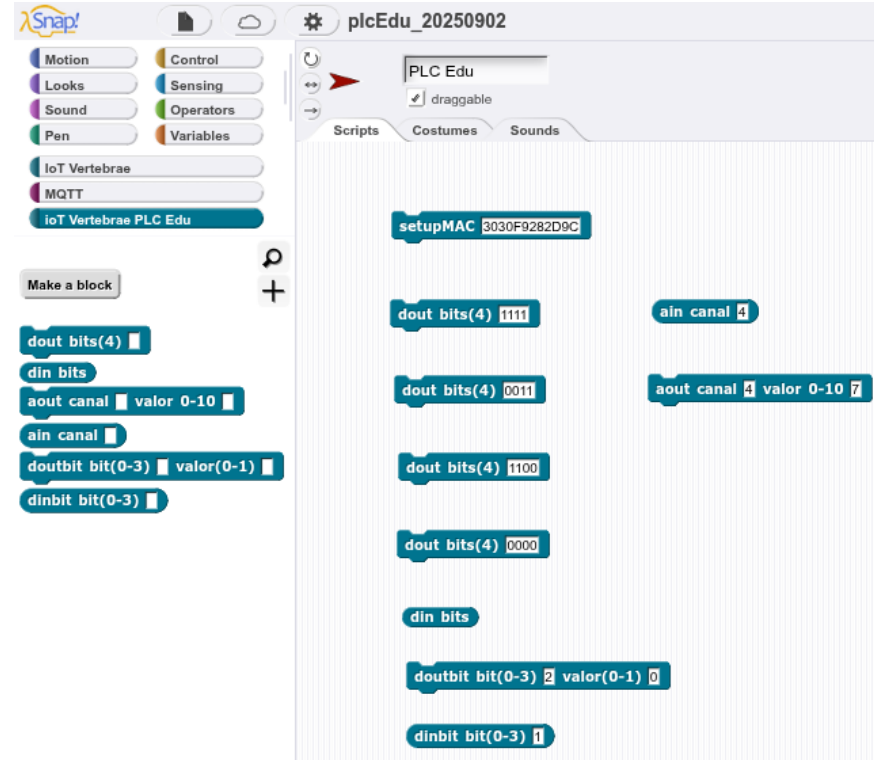 λSnap!
plcEdu_20250902
Motion Control
Looks Sensing
Sound Operators
Pen Variables
IoT Vertebrae
MQTT
ioT Vertebrae PLC Edu
Make a block
dout bits(4)
din bits
aout canal valor 0-10
ain canal
doutbit bit(0-3) valor(0-1)
dinbit bit(0-3)
PLC Edu
draggable
Scripts Costumes Sounds
setupMAC 3030F9282D9C
dout bits(4) 1111
ain canal 4
dout bits(4) 0011
aout canal 4 valor 0-10 7
dout bits(4) 1100
dout bits(4) 0000
din bits
doutbit bit(0-3) 2 valor(0-1) 0
dinbit bit(0-3) 1